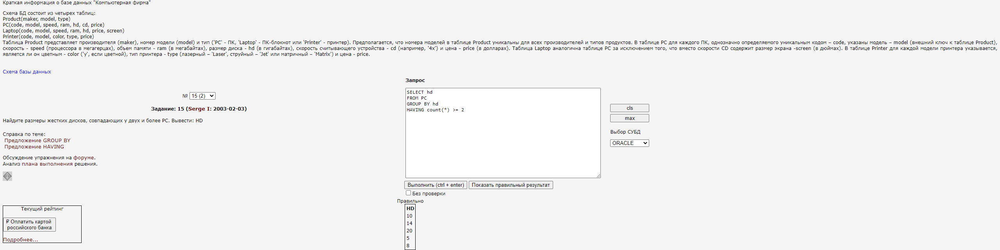 Краткая информация о базе данных "Компьютерная фирма"
Схема БД состоит из четырех таблиц:
Product(maker, model, type)
PC(code, model, speed, ram, hd, cd, price)
Laptop(code, model, speed, ram, hd, price, screen)
Printer(code, model, color, type, price)
Таблица Product представляет производителя (maker), номер модели (model) и тип ('PC' - ПК, 'Laptop' - ПК-блокнот или 'Printer' - принтер). Предполагается, что номера моделей в таблице Product уникальны для всех производителей и типов продуктов. В таблице PC для каждого ПК, однозначно определяемого уникальным кодом – code, указаны модель – model (внешний ключ к таблице Product),
скорость - speed (процессора в мегагерцах), объем памяти - ram (в мегабайтах), размер диска - hd (в гигабайтах), скорость считывающего устройства - cd (например, '4x') и цена - price (в долларах). Таблица Laptop аналогична таблице РС за исключением того, что вместо скорости CD содержит размер экрана -screen (в дюймах). В таблице Printer для каждой модели принтера указывается,
является ли он цветным - color ('y', если цветной), тип принтера - type (лазерный – 'Laser', струйный – 'Jet' или матричный – 'Matrix') и цена - price.
Схема базы данных
№ 15 (2)
Задание: 15 (Serge I: 2003-02-03)
Найдите размеры жестких дисков, совпадающих у двух и более PC. Вывести: HD
Справка по теме:
Предложение GROUP BY
Предложение HAVING
Обсуждение упражнения на форуме.
Анализ плана выполнения решения.
Текущий рейтинг
₽ Оплатить картой
российского банка
Подробнее...
Запрос
SELECT hd
FROM PC
GROUP BY hd
HAVING count(*) >= 2
cls
max
Выбор СУБД
ORACLE
Выполнить (ctrl + enter) Показать правильный результат
Без проверки
Правильно
HD
10
14
20
5
8